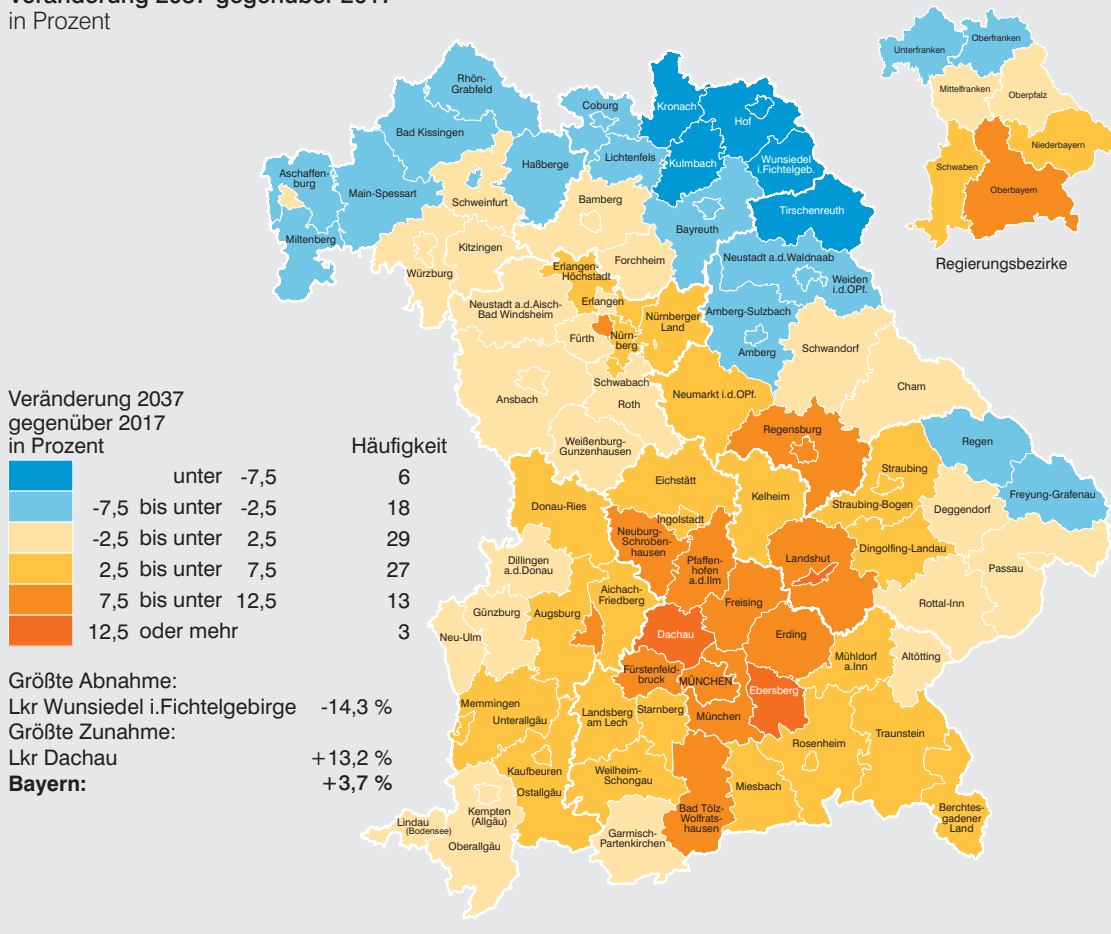 Veränderung 2037 gegenüber 2017
in Prozent
Unterfranken
Oberfranken
Mittelfranken
Oberpfalz
Niederbayern
Schwaben
Oberbayern
Regierungsbezirke
Rhön-
Grabfeld
Coburg
Kronach
Hof
Bad Kissingen
Lichtenfels
Kulmbach
Wunsiedel
i.Fichtelgeb.
Haßberge
Aschaffen-
burg
Main-Spessart
Schweinfurt
Bamberg
Tirschenreuth
Miltenberg
Bayreuth
Kitzingen
Würzburg
Forchheim
Erlangen-
Höchstadt
Neustadt a.d.Waldnaab
Weiden
i.d.OPf.
Neustadt a.d.Aisch-
Bad Windsheim
Erlangen
Nürnberger
Land
Amberg-Sulzbach
Fürth
Nürn-
berg
Amberg
Schwandorf
Schwabach
Ansbach
Roth
Neumarkt i.d.OPf.
Cham
Weißenburg-
Gunzenhausen
Regensburg
Regen
Straubing
Freyung-Grafenau
Eichstätt
Kelheim
Straubing-Bogen
Deggendorf
Donau-Ries
Ingolstadt
Neuburg-
Schroben-
hausen
Dingolfing-Landau
Landshut
Pfaffen-
hofen
a.d.Ilm
Passau
Dillingen
a.d.Donau
Aichach-
Friedberg
Freising
Rottal-Inn
Günzburg
Augsburg
Dachau
Erding
Neu-Ulm
Mühldorf
a.Inn
Altötting
Fürstenfeld-
bruck
MÜNCHEN
Ebersberg
Memmingen
Unterallgäu
Landsberg
am Lech
Starnberg
München
Rosenheim
Traunstein
Kaufbeuren
Weilheim-
Schongau
Miesbach
Ostallgäu
Bad Tölz-
Wolfrats-
hausen
Berchtes-
gadener
Land
Kempten
(Allgäu)
Lindau
(Bodensee)
Oberallgäu
Garmisch-
Partenkirchen
Veränderung 2037
gegenüber 2017
in Prozent Häufigkeit
unter -7,5 6
-7,5 bis unter -2,5 18
-2,5 bis unter 2,5 29
2,5 bis unter 7,5 27
7,5 bis unter 12,5 13
12,5 oder mehr 3
Größte Abnahme:
Lkr Wunsiedel i.Fichtelgebirge -14,3 %
Größte Zunahme:
Lkr Dachau +13,2 %
Bayern: +3,7 %